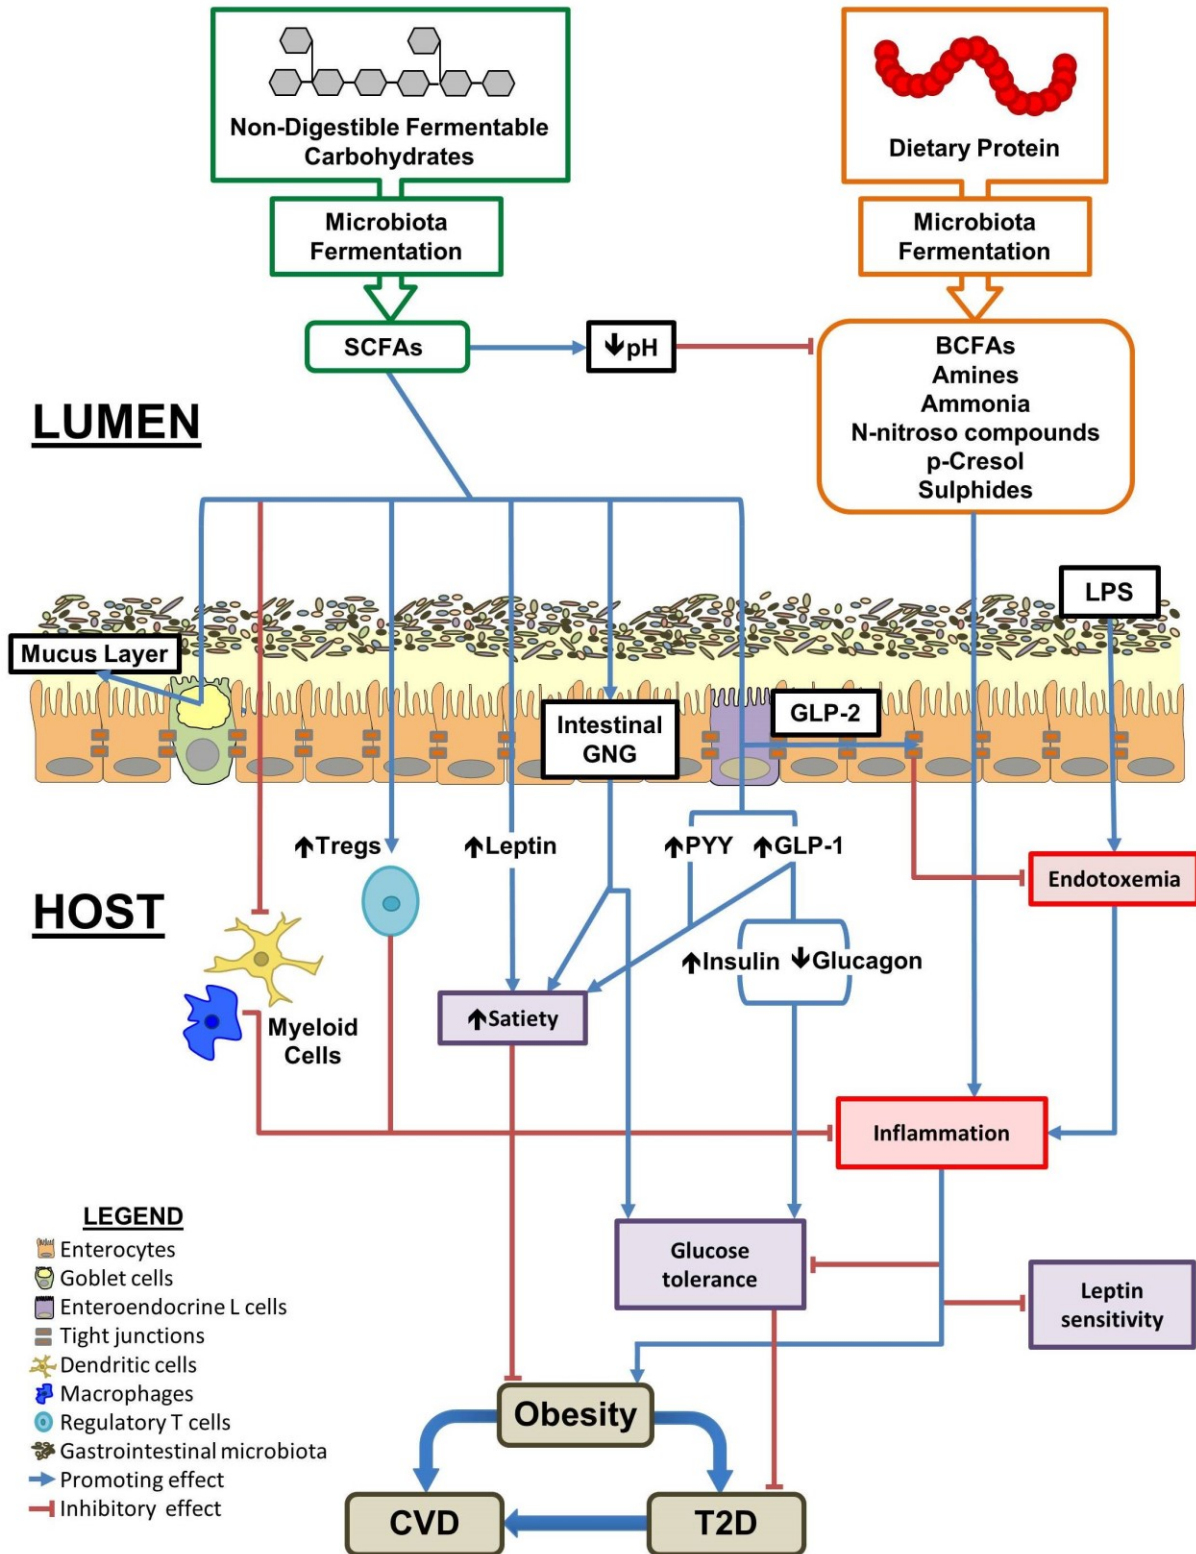 Non-Digestible Fermentable
Carbohydrates
Dietary Protein
Microbiota
Fermentation
Microbiota
Fermentation
SCFAs
↓pH
BCFAs
Amines
Ammonia
N-nitroso compounds
p-Cresol
Sulphides
LUMEN
LPS
Mucus Layer
Intestinal
GNG
GLP-2
↑Tregs
↑Leptin
↑PYY
↑GLP-1
Endotoxemia
HOST
↑Insulin
↓Glucagon
↑Satiety
Myeloid
Cells
Inflammation
Glucose
tolerance
Leptin
sensitivity
LEGEND
Enterocytes
Goblet cells
Enteroendocrine L cells
Tight junctions
Dendritic cells
Macrophages
Regulatory T cells
Gastrointestinal microbiota
Promoting effect
Inhibitory effect
Obesity
CVD
T2D